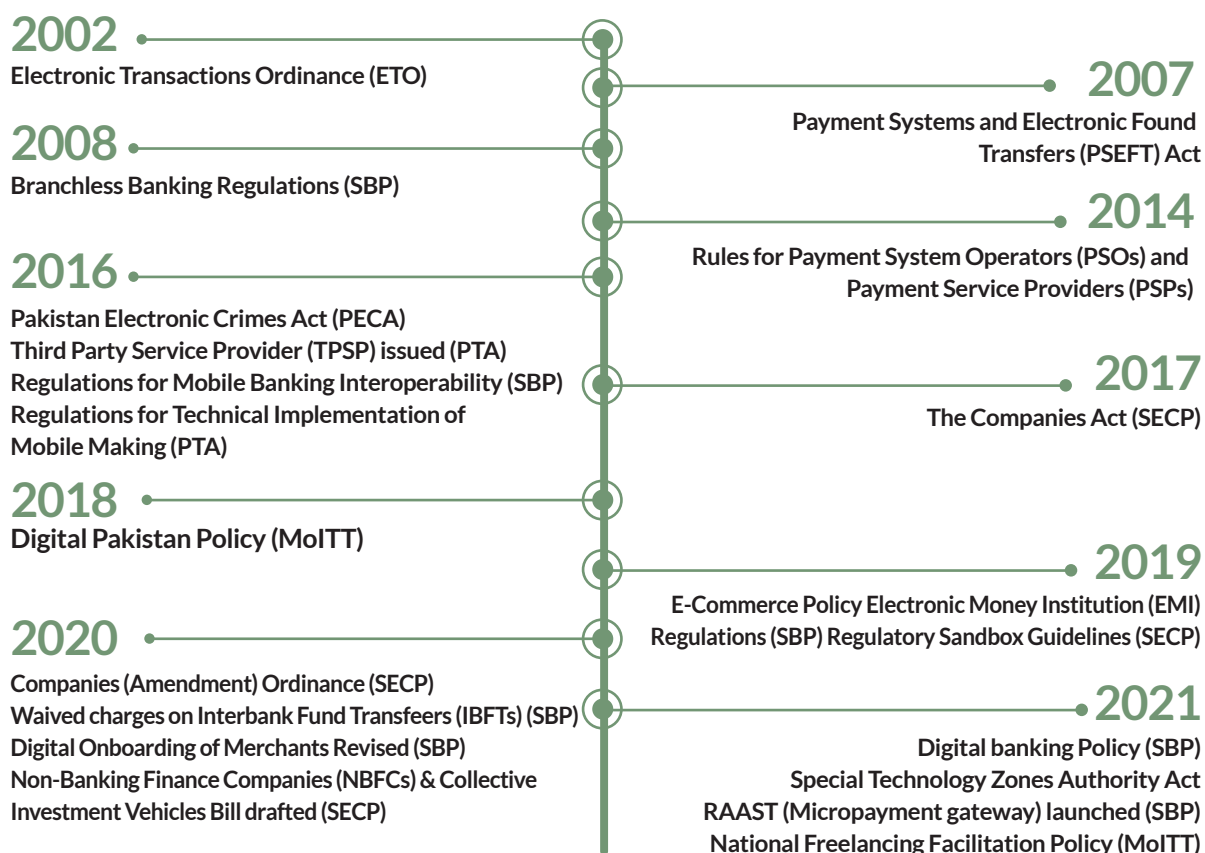 2002
Electronic Transactions Ordinance (ETO)
2007
Payment Systems and Electronic Found
Transfers (PSEFT) Act
2008
Branchless Banking Regulations (SBP)
2014
Rules for Payment System Operators (PSOs) and
Payment Service Providers (PSPs)
2016
Pakistan Electronic Crimes Act (PECA)
Third Party Service Provider (TPSP) issued (PTA)
Regulations for Mobile Banking Interoperability (SBP)
Regulations for Technical Implementation of
Mobile Making (PTA)
2017
The Companies Act (SECP)
2018
Digital Pakistan Policy (MoITT)
2019
E-Commerce Policy Electronic Money Institution (EMI)
Regulations (SBP) Regulatory Sandbox Guidelines (SECP)
2020
Companies (Amendment) Ordinance (SECP)
Waived charges on Interbank Fund Transfeers (IBFTs) (SBP)
Digital Onboarding of Merchants Revised (SBP)
Non-Banking Finance Companies (NBFCs) & Collective
Investment Vehicles Bill drafted (SECP)
2021
Digital banking Policy (SBP)
Special Technology Zones Authority Act
RAAST (Micropayment gateway) launched (SBP)
National Freelancing Facilitation Policy (MoITT)